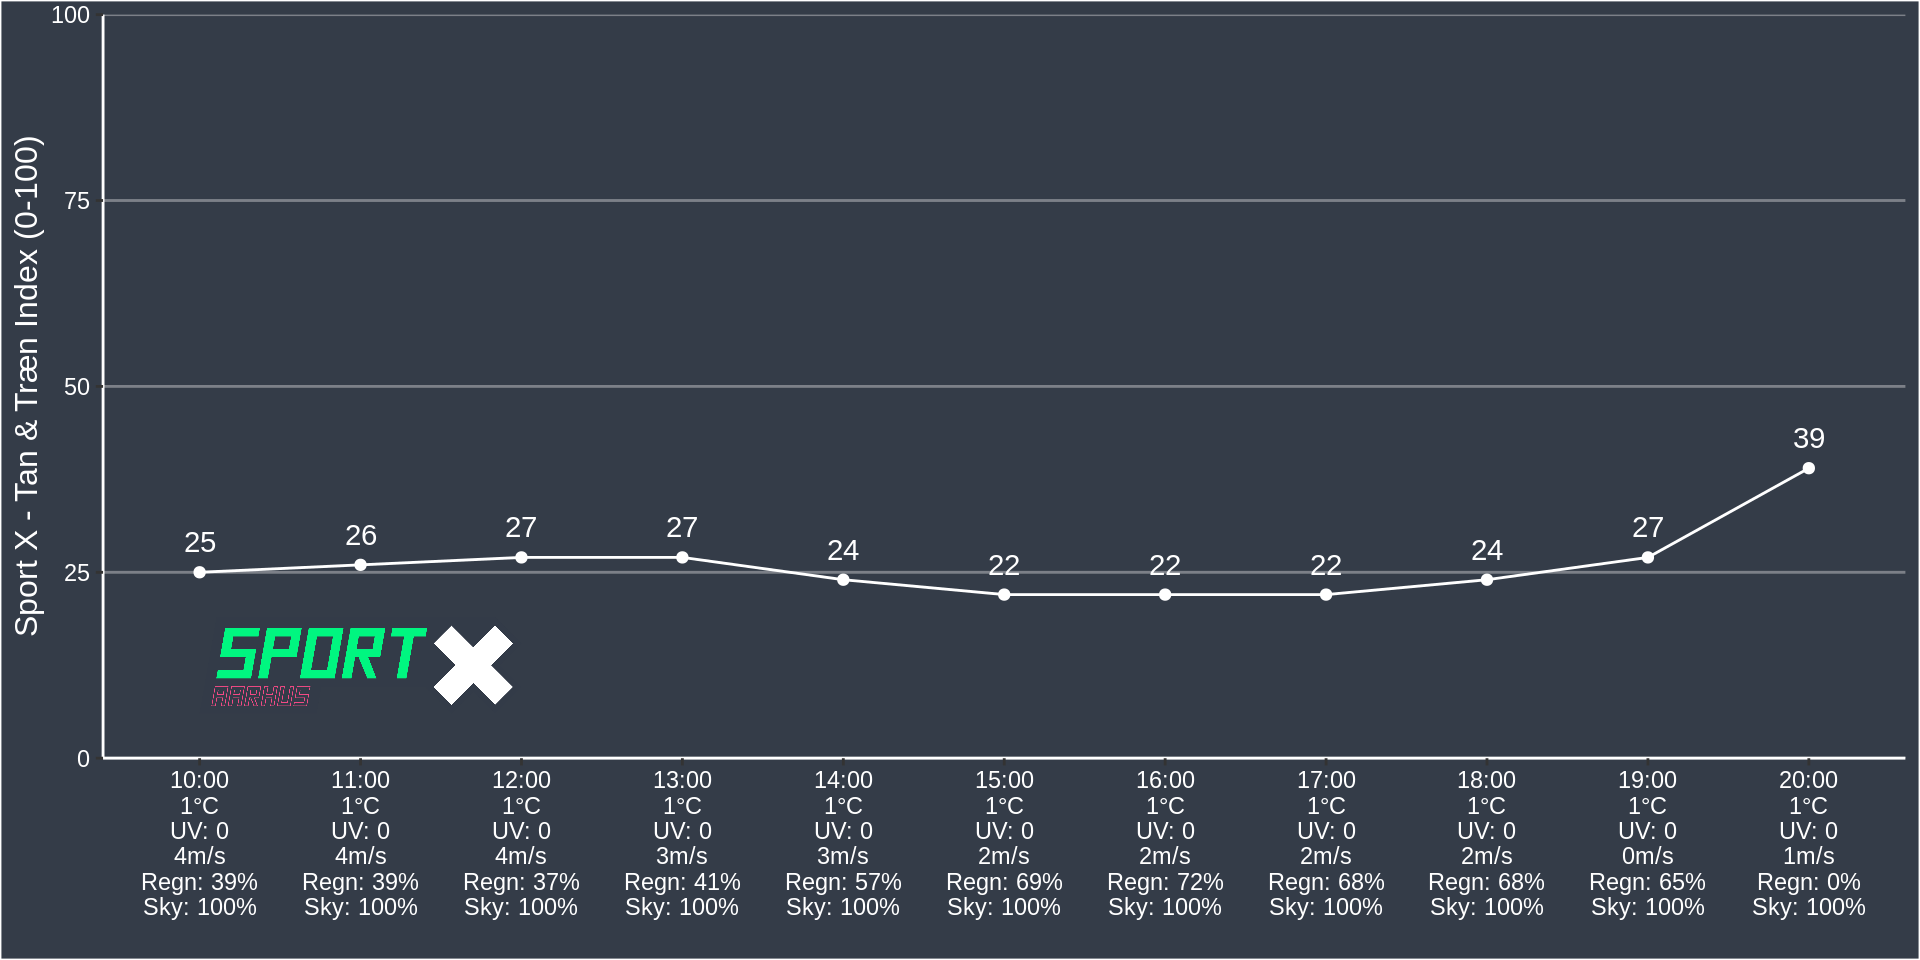 Sport X - Tan & Træn Index (0-100)
100
75
50
25
0
25
26
27
27
24
22
22
22
24
27
39
SPORT X
AARHUS
10:00
1°C
UV: 0
4m/s
Regn: 39%
Sky: 100%
11:00
1°C
UV: 0
4m/s
Regn: 39%
Sky: 100%
12:00
1°C
UV: 0
4m/s
Regn: 37%
Sky: 100%
13:00
1°C
UV: 0
3m/s
Regn: 41%
Sky: 100%
14:00
1°C
UV: 0
3m/s
Regn: 57%
Sky: 100%
15:00
1°C
UV: 0
2m/s
Regn: 69%
Sky: 100%
16:00
1°C
UV: 0
2m/s
Regn: 72%
Sky: 100%
17:00
1°C
UV: 0
2m/s
Regn: 68%
Sky: 100%
18:00
1°C
UV: 0
2m/s
Regn: 68%
Sky: 100%
19:00
1°C
UV: 0
0m/s
Regn: 65%
Sky: 100%
20:00
1°C
UV: 0
1m/s
Regn: 0%
Sky: 100%